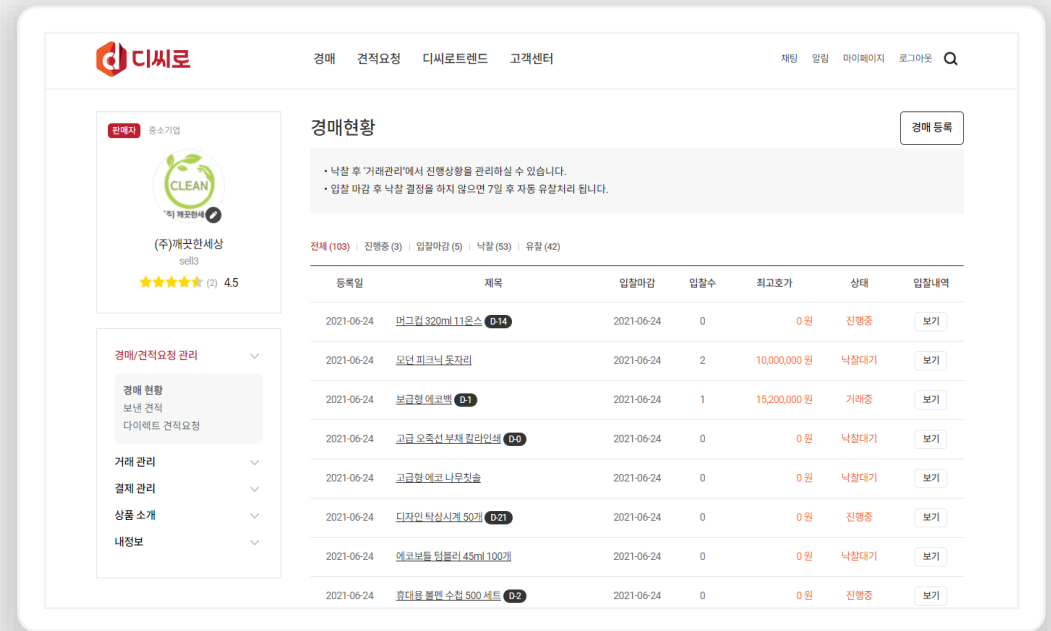 디씨로
경매 견적요청 디씨로트렌드 고객센터
채팅 알림 마이페이지 로그아웃
판매자 중소기업
CLEAN
(주) 깨끗한세
(주)깨끗한세상
sell3
(2) 4.5
경매/견적요청 관리
경매 현황
보낸 견적
다이렉트 견적요청
거래 관리
결제 관리
상품 소개
내정보
경매현황
경매 등록
• 낙찰 후 '거래관리'에서 진행상황을 관리하실 수 있습니다.
• 입찰 마감 후 낙찰 결정을 하지 않으면 7일 후 자동 유찰처리 됩니다.
전체 (103) | 진행중 (3) | 입찰마감 (5) | 낙찰 (53) | 유찰 (42)
등록일 제목 입찰마감 입찰수 최고호가 상태 입찰내역
2021-06-24 머그컵 320ml 11온스 D-14 2021-06-24 0 0 원 진행중 보기
2021-06-24 모던 피크닉 돗자리 2021-06-24 2 10,000,000 원 낙찰대기 보기
2021-06-24 보급형 에코백 D-1 2021-06-24 1 15,200,000 원 거래중 보기
2021-06-24 고급 오죽선 부채 칼라인쇄 D-0 2021-06-24 0 0 원 낙찰대기 보기
2021-06-24 고급형 에코 나무칫솔 2021-06-24 0 0 원 낙찰대기 보기
2021-06-24 디자인 탁상시계 50개 D-21 2021-06-24 0 0 원 진행중 보기
2021-06-24 에코보틀 텀블러 45ml 100개 2021-06-24 0 0 원 낙찰대기 보기
2021-06-24 휴대용 볼펜 수첩 500 세트 D-2 2021-06-24 0 0 원 진행중 보기